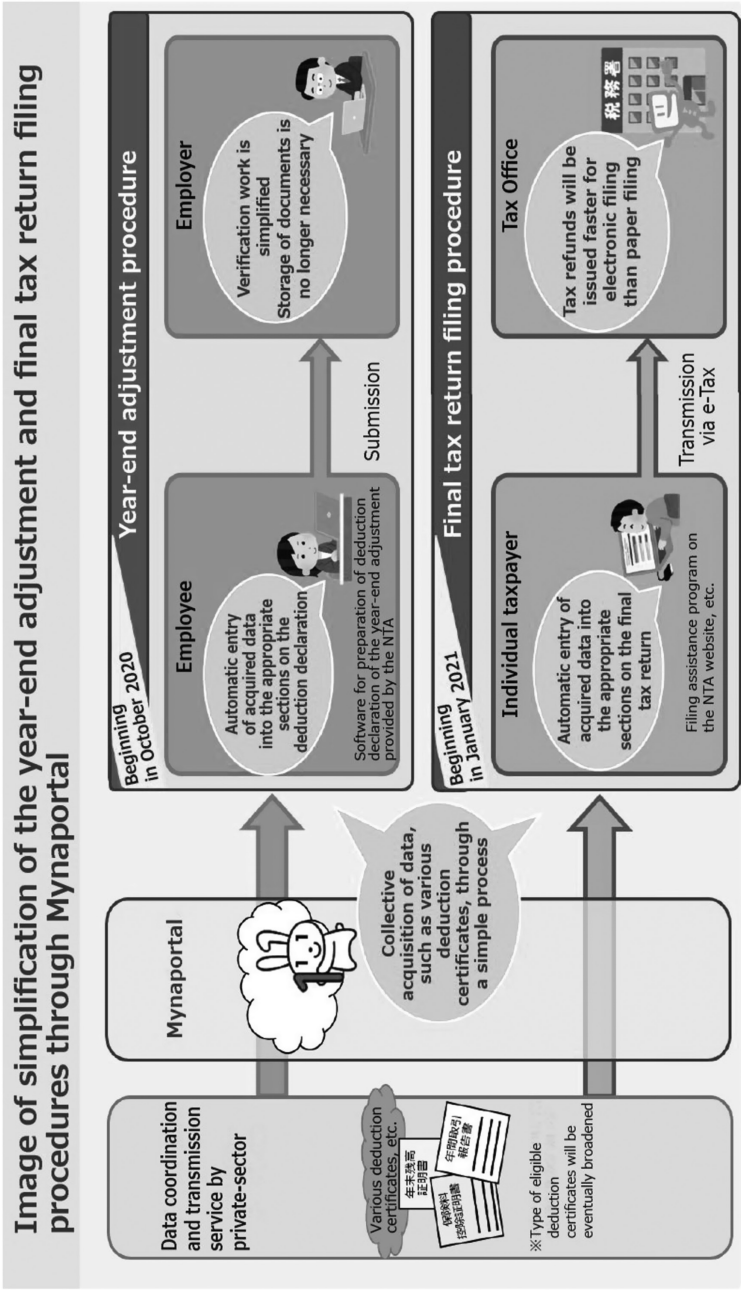 Image of simplification of the year-end adjustment and final tax return filing
procedures through Mynaportal
Data coordination
and transmission
service by
private-sector
Various deduction
certificates, etc.
年末残高
証明書
保険料
控除証明書
年間取引
報告書
※Type of eligible
deduction
certificates will be
eventually broadened
Mynaportal
1
Collective
acquisition of data,
such as various
deduction
certificates, through
a simple process
Beginning
in October 2020
Year-end adjustment procedure
Employee
Automatic entry
of acquired data
into the appropriate
sections on the
deduction declaration
Software for preparation of deduction
declaration of the year-end adjustment
provided by the NTA
Submission
Employer
Verification work is
simplified
Storage of documents is
no longer necessary
Beginning
in January 2021
Final tax return filing procedure
Individual taxpayer
Automatic entry of
acquired data into
the appropriate
sections on the final
tax return
Filing assistance program on
the NTA website, etc.
Transmission
via e-Tax
Tax Office
Tax refunds will be
issued faster for
electronic filing
than paper filing
税務署